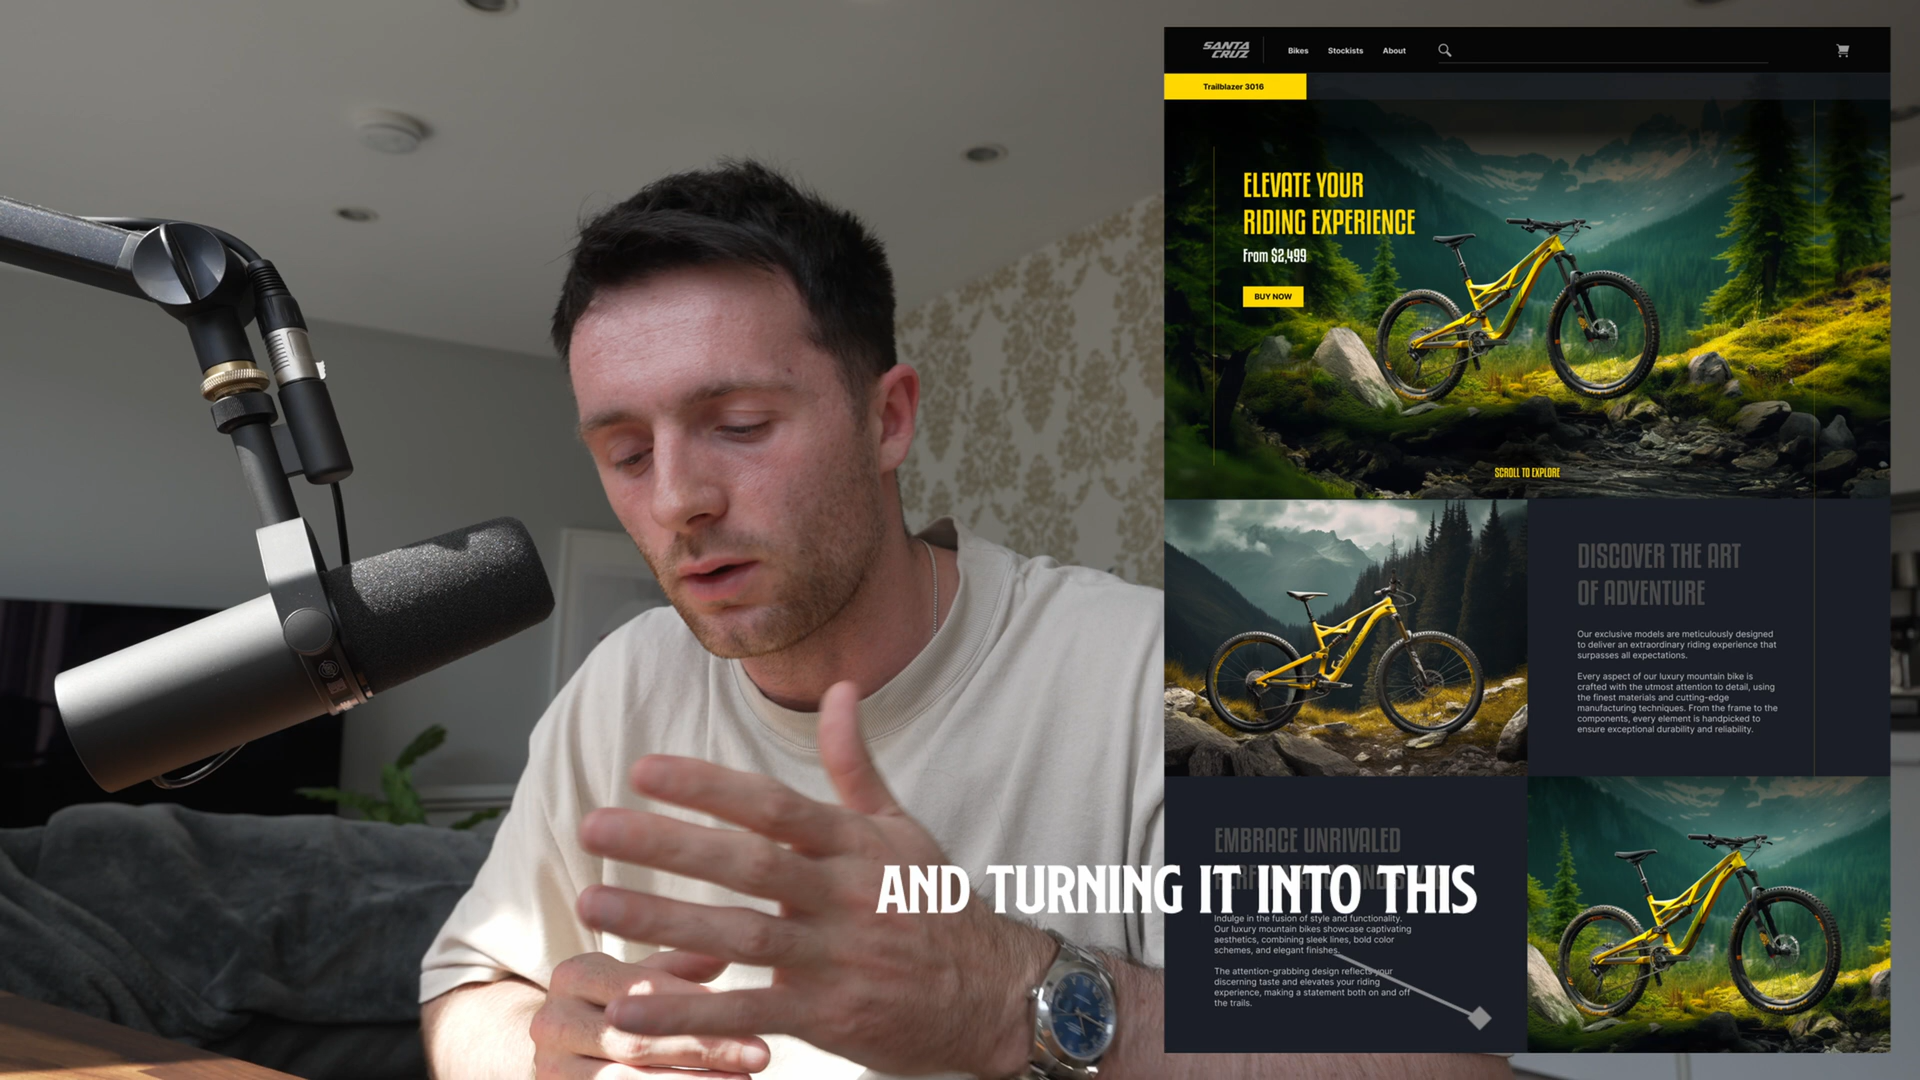 SANTA
CRUZ
Bikes
Stockists
About
Trailblazer 3016
ELEVATE YOUR
RIDING EXPERIENCE
From $2,499
BUY NOW
SCROLL TO EXPLORE
DISCOVER THE ART
OF ADVENTURE
Our exclusive models are meticulously designed
to deliver an extraordinary riding experience that
surpasses all expectations.
Every aspect of our luxury mountain bike is
crafted with the utmost attention to detail, using
the finest materials and cutting-edge
manufacturing techniques. From the frame to the
components, every element is handpicked to
ensure exceptional durability and reliability.
EMBRACE UNRIVALED
AND TURNING IT INTO THIS
Indulge in the fusion of style and functionality.
Our luxury mountain bikes showcase captivating
aesthetics, combining sleek lines, bold color
schemes, and elegant finishes.
The attention-grabbing design reflects your
discerning taste and elevates your riding
experience, making a statement both on and off
the trails.